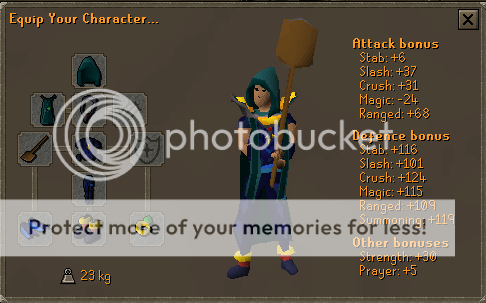 Equip Your Character...
Attack bonus
Stab: +6
Slash: +37
Crush: +31
Magic: -24
Ranged: +68
Defence bonus
Stab: +116
Slash: +101
Crush: +124
Magic: +115
Ranged: +109
Summoning: +119
Other bonuses
Strength: +30
Prayer: +5
23 kg
photobucket
Protect more of your memories for less!